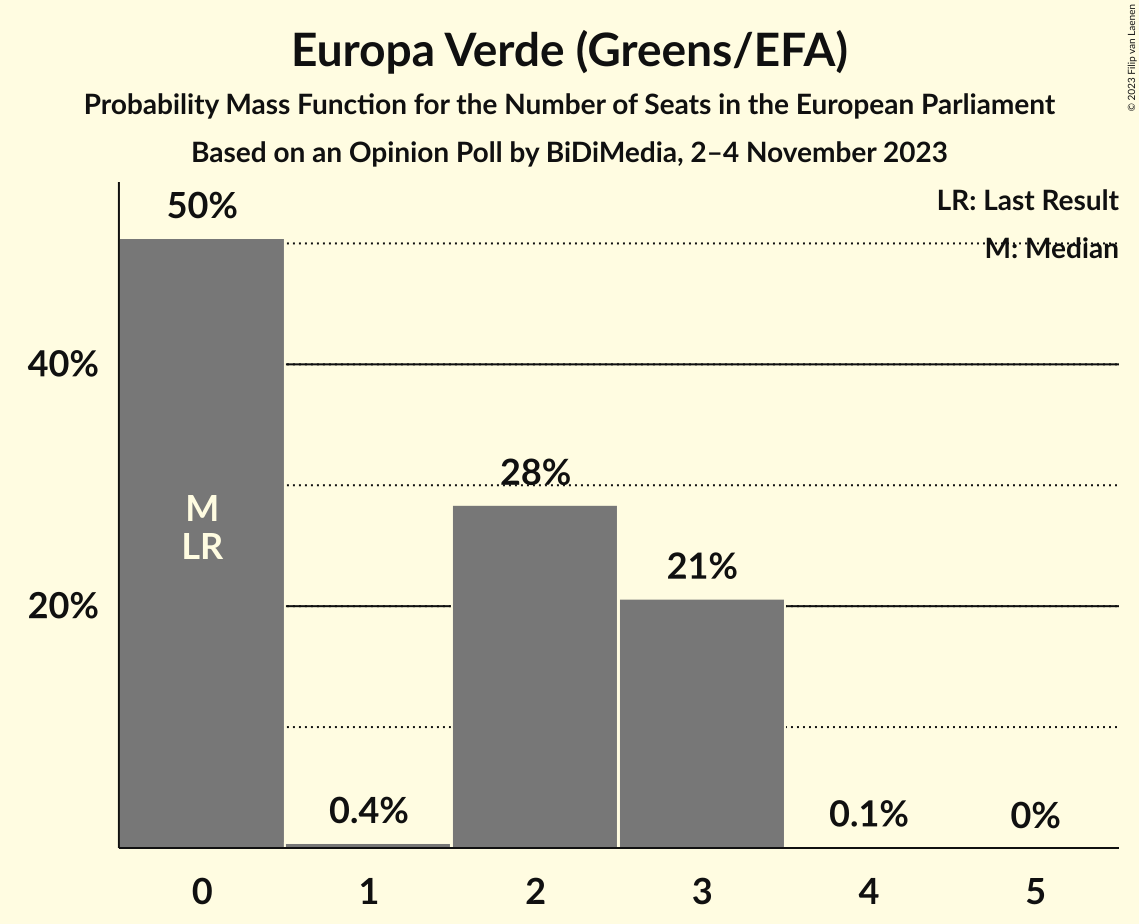 Europa Verde (Greens/EFA)
Probability Mass Function for the Number of Seats in the European Parliament
Based on an Opinion Poll by BiDiMedia, 2–4 November 2023
© 2023 Filip van Laenen
LR: Last Result
M: Median
50%
40%
28%
M
LR
21%
20%
0.4%
0.1%
0%
0 1 2 3 4 5